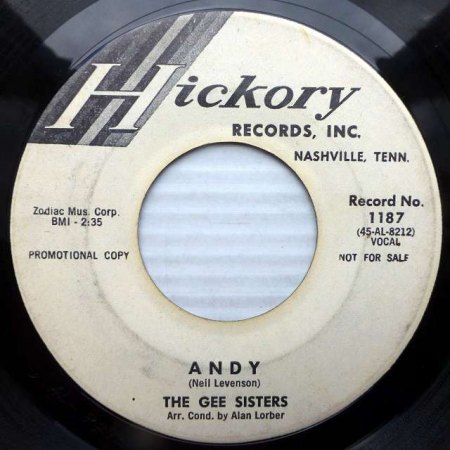 Hickory
RECORDS, INC.
NASHVILLE, TENN.
Zodiac Mus. Corp.
BMI - 2:35
PROMOTIONAL COPY
Record No.
1187
(45-AL-8212)
VOCAL
NOT FOR SALE
ANDY
(Neil Levenson)
THE GEE SISTERS
Arr. Cond. by Alan Lorber